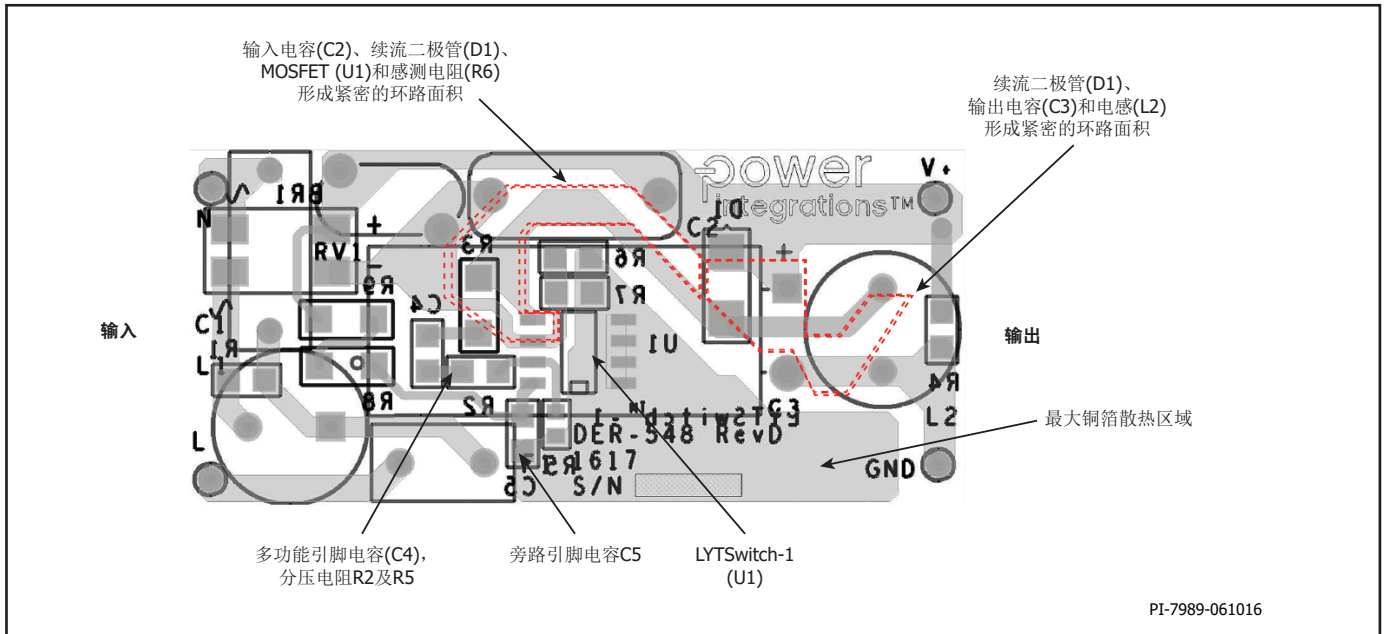 输入电容(C2)、续流二极管(D1)、
MOSFET (U1)和感测电阻(R6)
形成紧密的环路面积
续流二极管(D1)、
输出电容(C3)和电感(L2)
形成紧密的环路面积
power
integrations™
V+
BR1
N
D1
C2
+
+
RV1
R3
R6
-
R9
R7
-
C4
输入
C1
U1
输出
R1
L1
R4
-
R8
R2
C3
LYTSwitch™-1
L2
最大铜箔散热区域
L
DER-548 RevD
R5
1617
GND
C5
S/N
多功能引脚电容(C4),
分压电阻R2及R5
旁路引脚电容C5
LYTSwitch-1
(U1)
PI-7989-061016